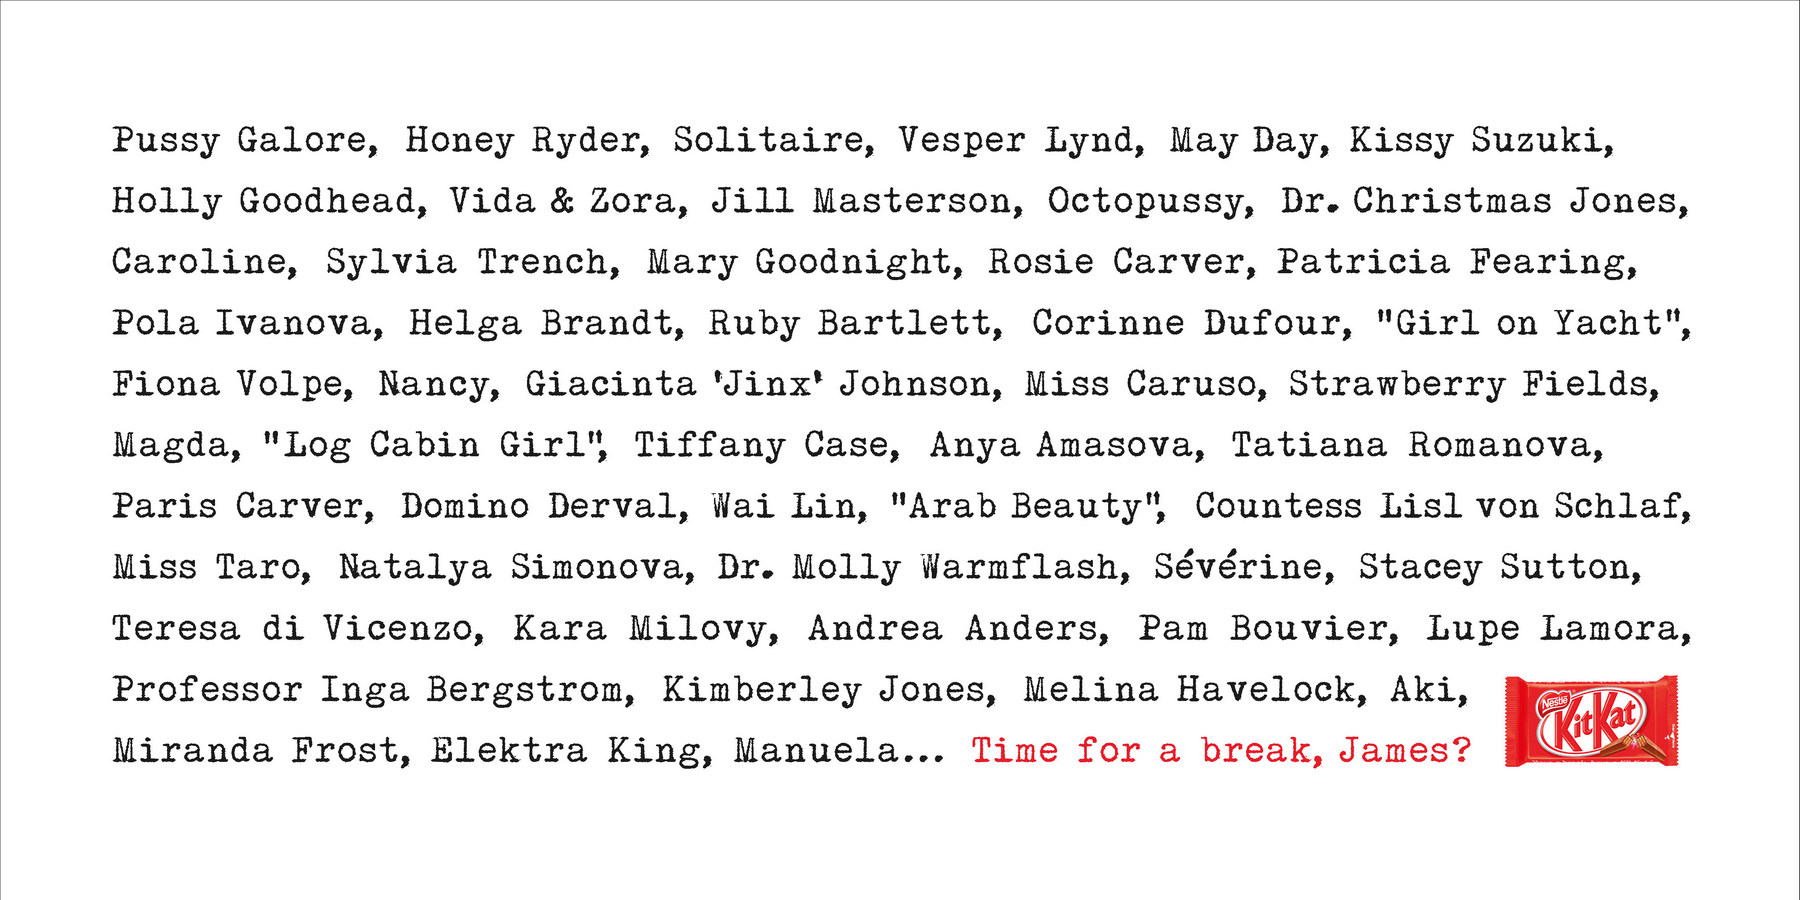 Pussy Galore, Honey Ryder, Solitaire, Vesper Lynd, May Day, Kissy Suzuki,
Holly Goodhead, Vida & Zora, Jill Masterson, Octopussy, Dr. Christmas Jones,
Caroline, Sylvia Trench, Mary Goodnight, Rosie Carver, Patricia Fearing,
Pola Ivanova, Helga Brandt, Ruby Bartlett, Corinne Dufour, "Girl on Yacht",
Fiona Volpe, Nancy, Giacinta 'Jinx' Johnson, Miss Caruso, Strawberry Fields,
Magda, "Log Cabin Girl", Tiffany Case, Anya Amasova, Tatiana Romanova,
Paris Carver, Domino Derval, Wai Lin, "Arab Beauty", Countess Lisl von Schlaf,
Miss Taro, Natalya Simonova, Dr. Molly Warmflash, Sévérine, Stacey Sutton,
Teresa di Vicenzo, Kara Milovy, Andrea Anders, Pam Bouvier, Lupe Lamora,
Professor Inga Bergstrom, Kimberley Jones, Melina Havelock, Aki,
Miranda Frost, Elektra King, Manuela... Time for a break, James?
Nestlé
KitKat